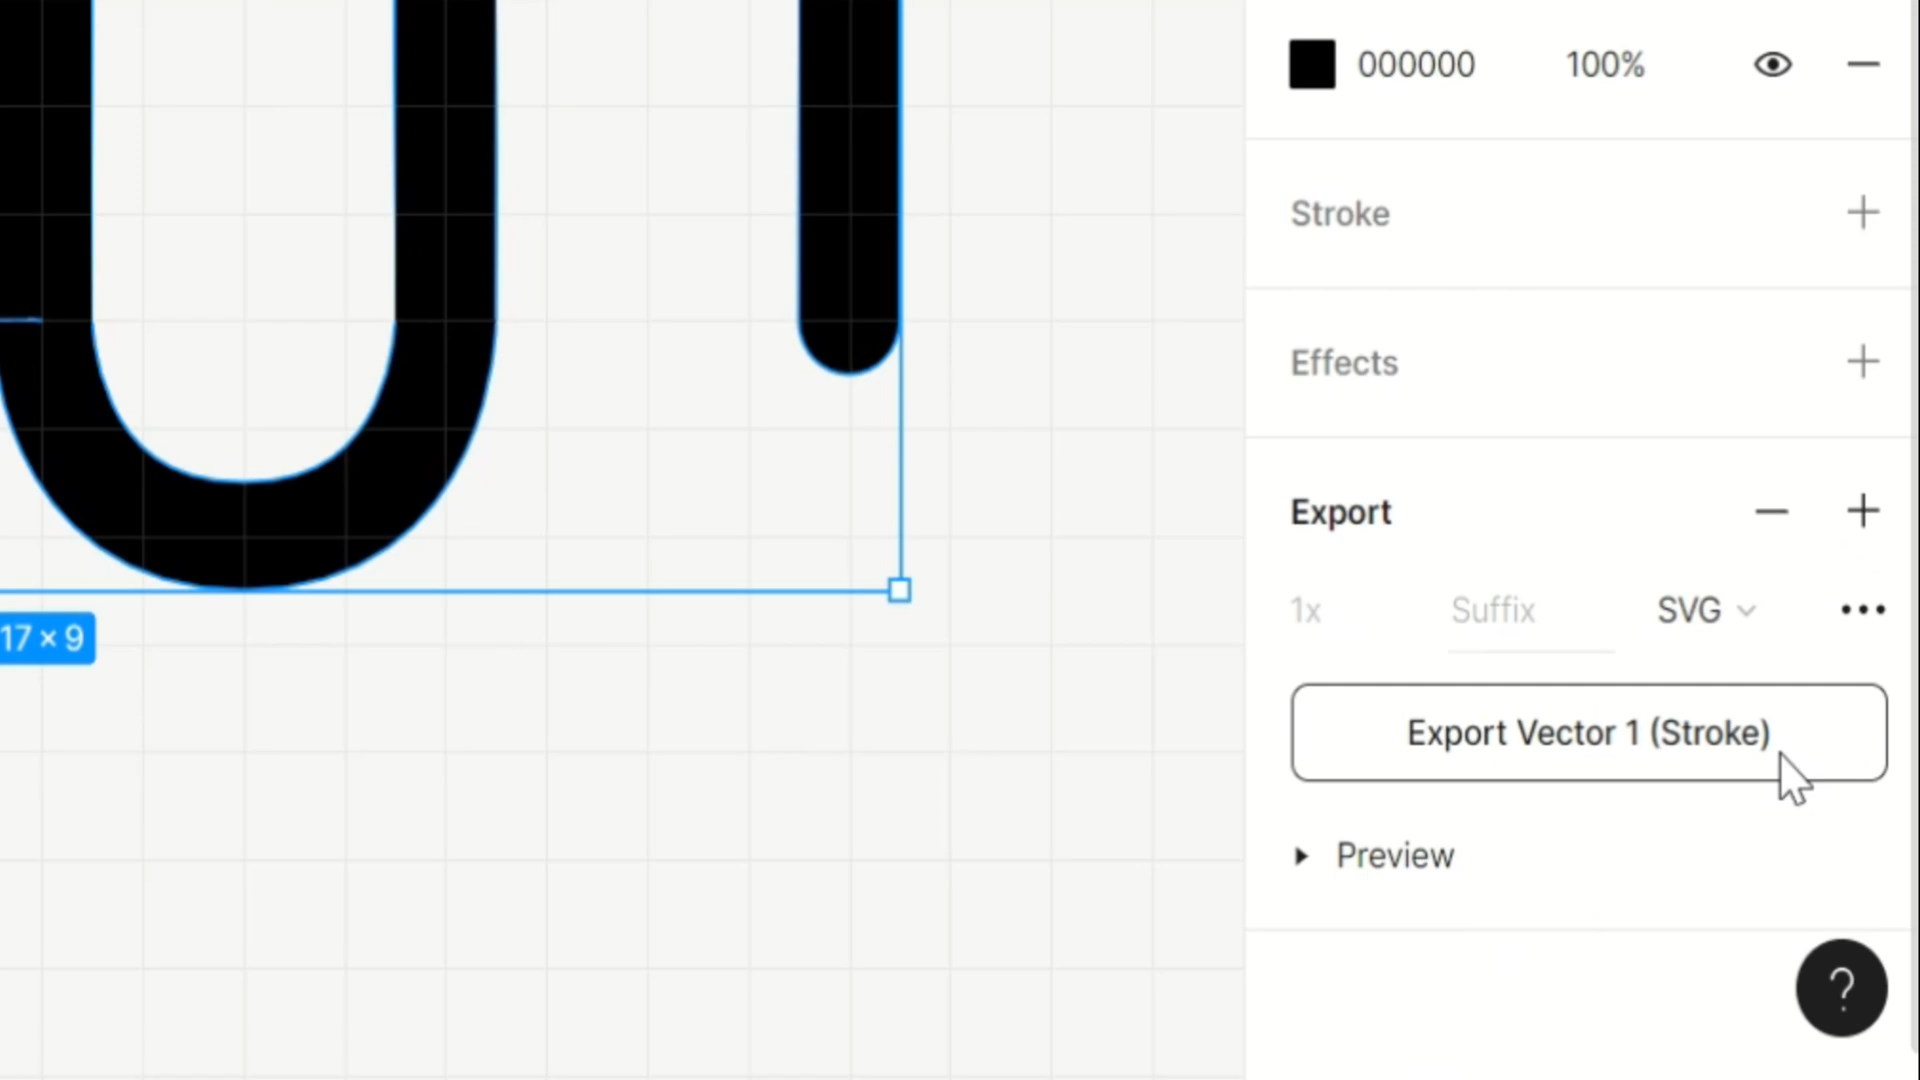 000000 100%
Stroke
Effects
Export
1x Suffix SVG
17 × 9
Export Vector 1 (Stroke)
Preview
?